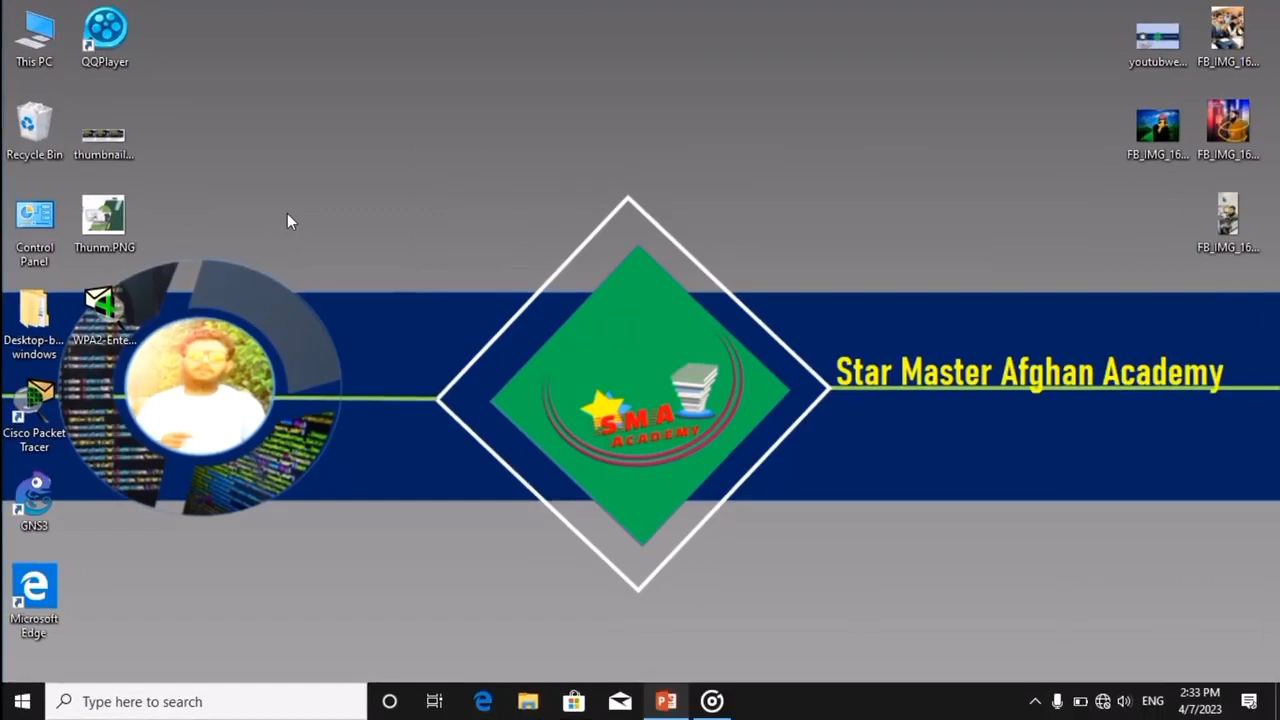 This PC
QQPlayer
youtubwe...
FB_IMG_16...
Recycle Bin
thumbnail...
FB_IMG_16...
FB_IMG_16...
Control
Panel
Thunm.PNG
FB_IMG_16...
Desktop-b...
windows
WPA2-Ente...
Cisco Packet
Tracer
GNS3
Microsoft
Edge
SMA
ACADEMY
Star Master Afghan Academy
Type here to search
ENG
2:33 PM
4/7/2023